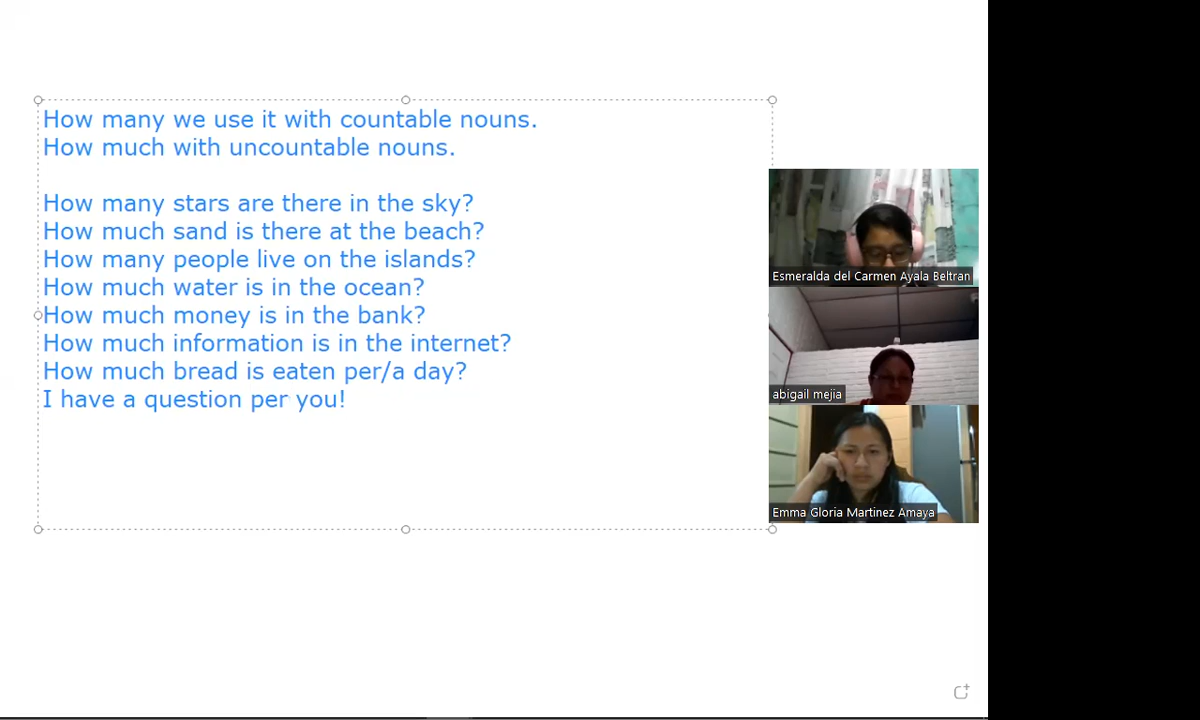 How many we use it with countable nouns.
How much with uncountable nouns.
How many stars are there in the sky?
How much sand is there at the beach?
How many people live on the islands?
How much water is in the ocean?
How much money is in the bank?
How much information is in the internet?
How much bread is eaten per/a day?
I have a question per you!
Esmeralda del Carmen Ayala Beltran
abigail mejia
Emma Gloria Martinez Amaya